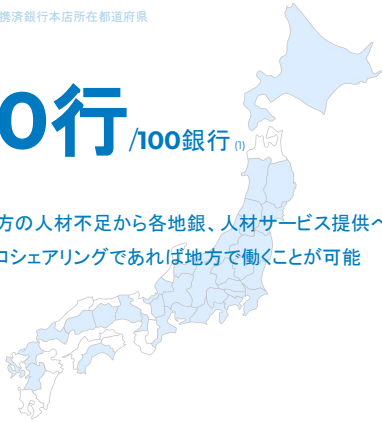 携済銀行本店所在都道府県
0行/100銀行(1)
方の人材不足から各地銀、人材サービス提供へ
ロシェアリングであれば地方で働くことが可能